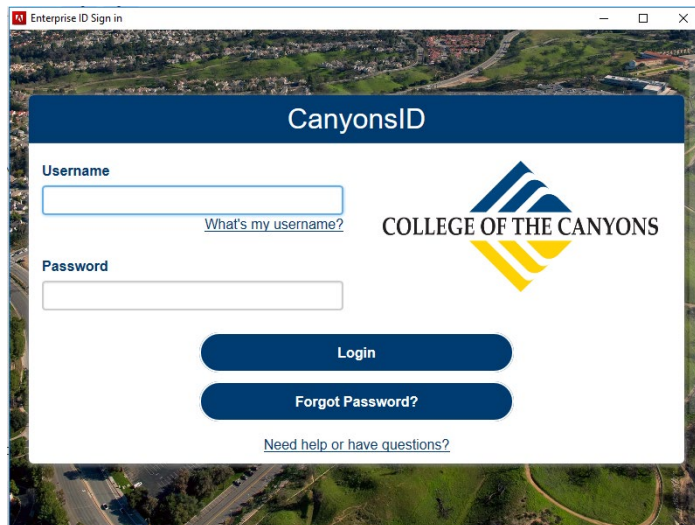 Enterprise ID Sign in
CanyonsID
Username
What's my username?
COLLEGE OF THE CANYONS
Password
Login
Forgot Password?
Need help or have questions?